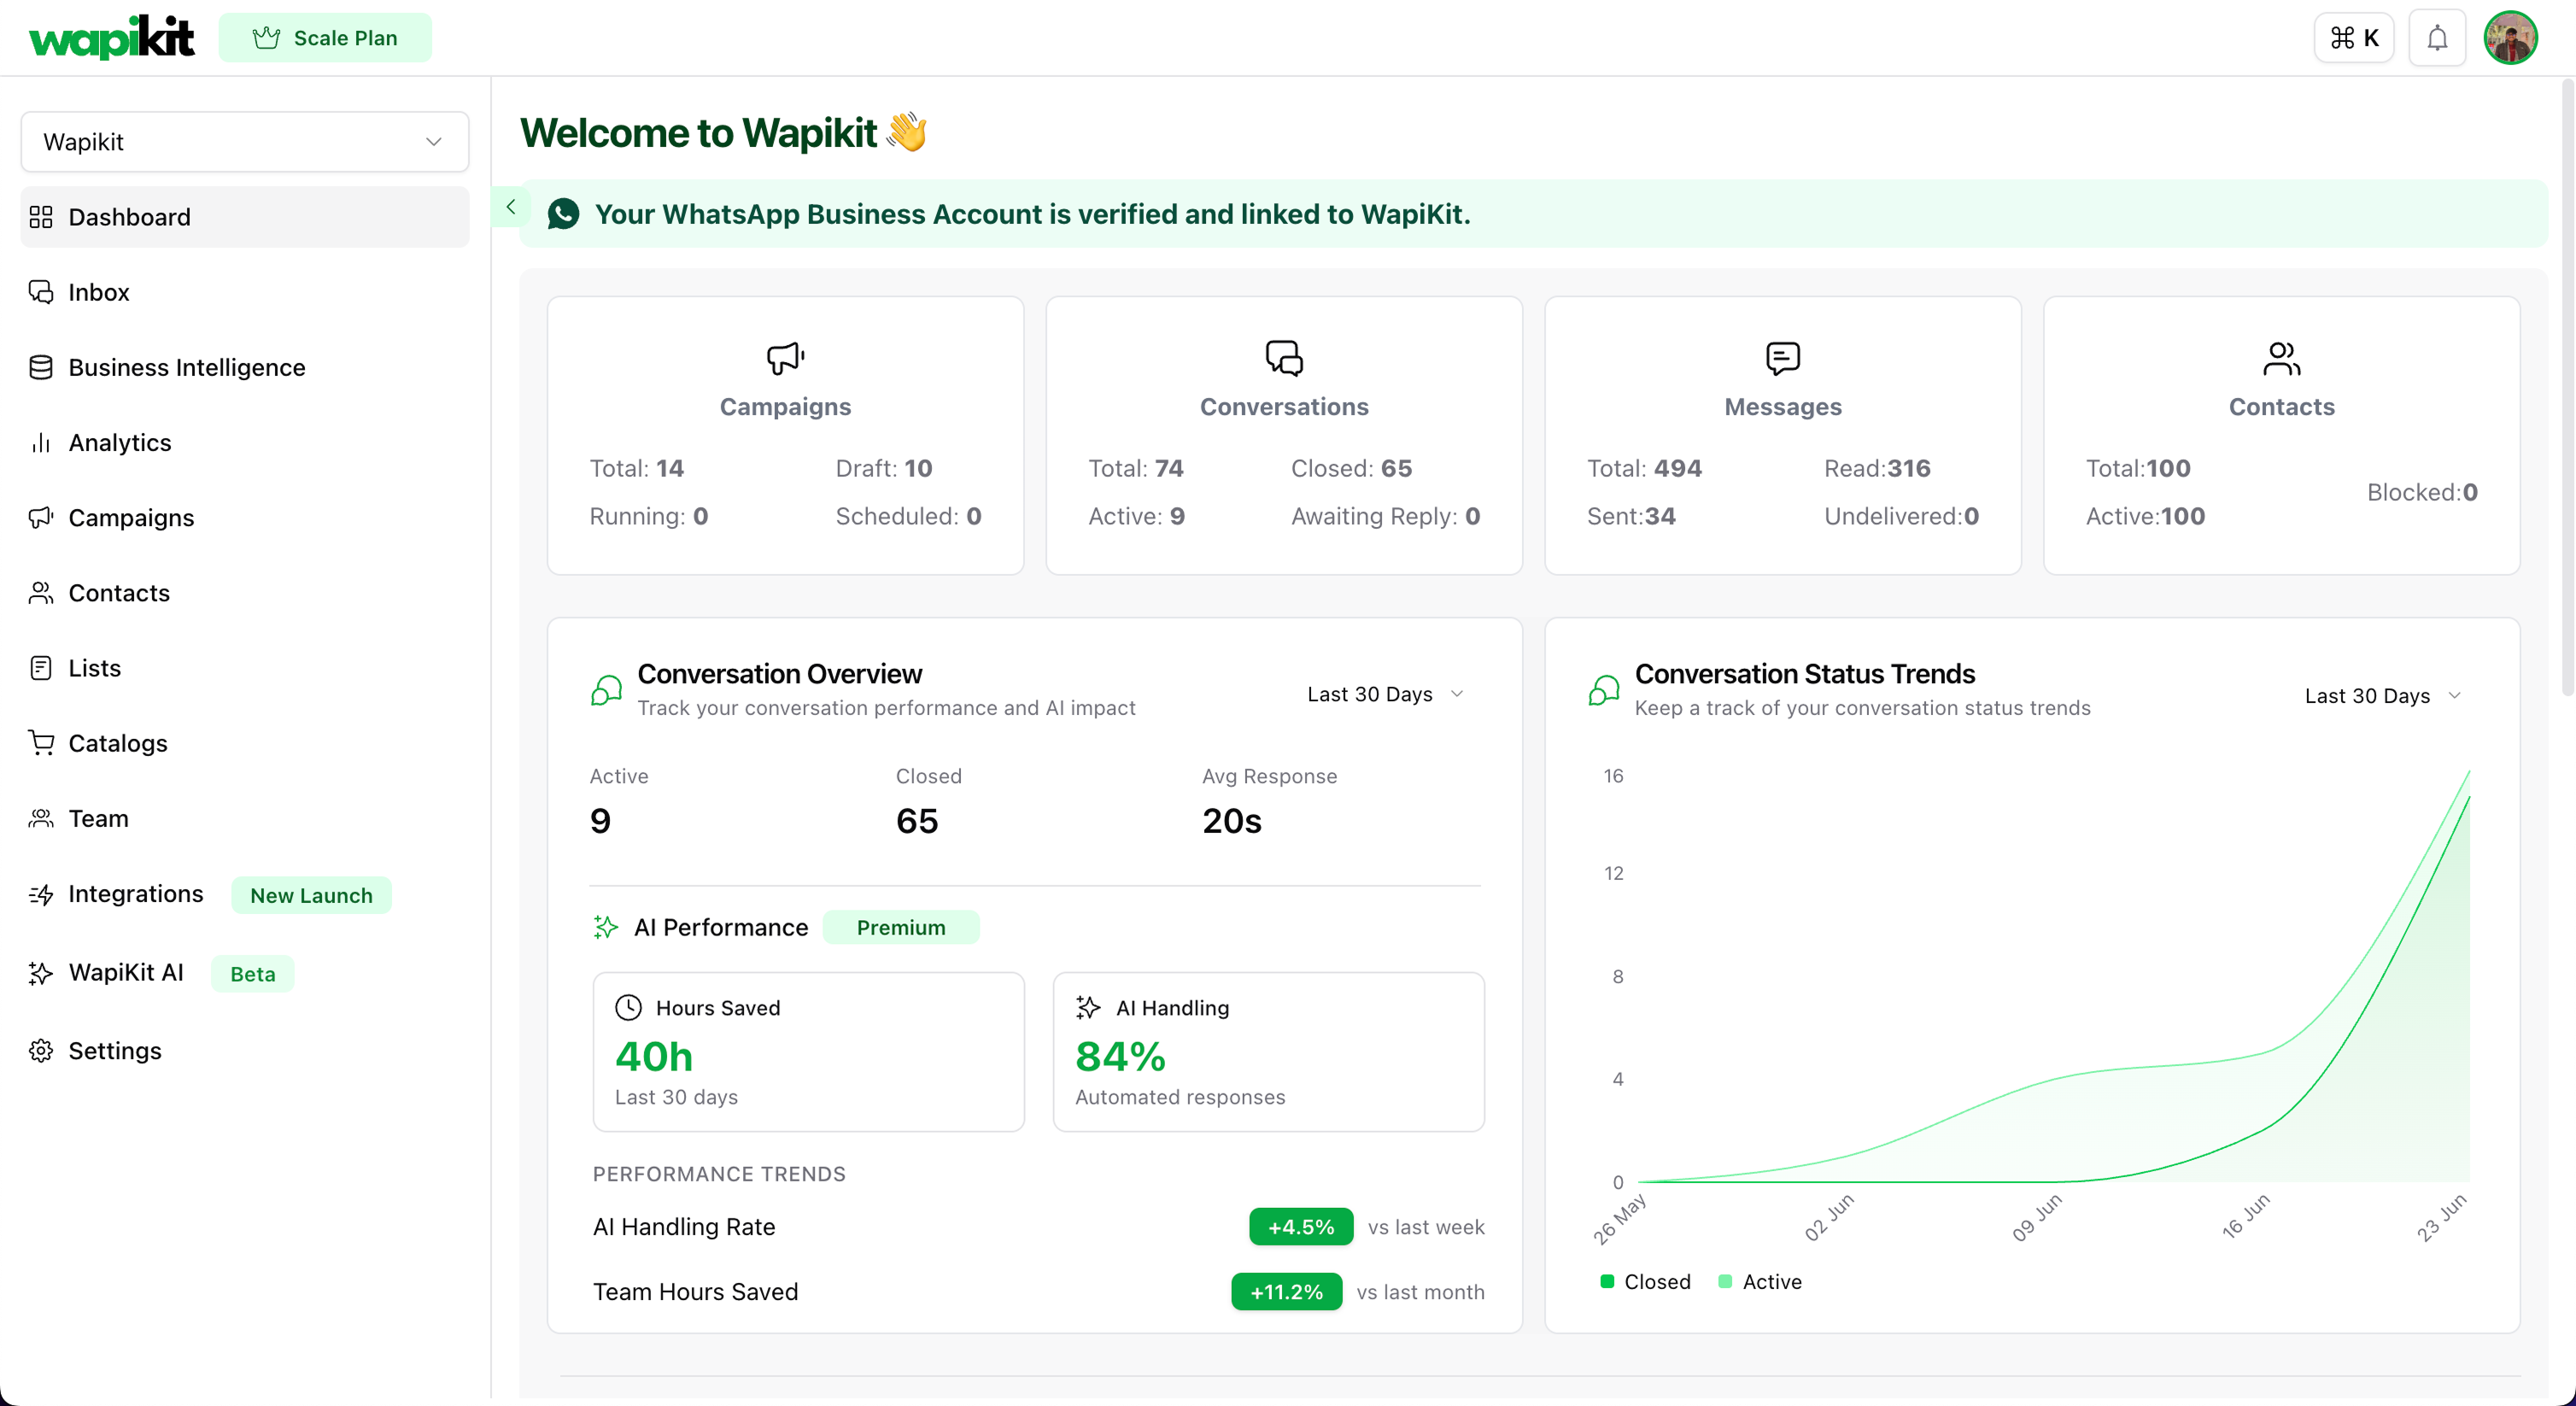 wapikit
Scale Plan
⌘ K
Wapikit
Dashboard
Inbox
Business Intelligence
Analytics
Campaigns
Contacts
Lists
Catalogs
Team
Integrations New Launch
WapiKit AI Beta
Settings
Welcome to Wapikit 👋
Your WhatsApp Business Account is verified and linked to WapiKit.
Campaigns
Total: 14 Draft: 10
Running: 0 Scheduled: 0
Conversations
Total: 74 Closed: 65
Active: 9 Awaiting Reply: 0
Messages
Total: 494 Read:316
Sent:34 Undelivered:0
Contacts
Total:100
Blocked:0
Active:100
Conversation Overview
Track your conversation performance and AI impact
Last 30 Days
Active Closed Avg Response
9 65 20s
AI Performance Premium
Hours Saved
40h
Last 30 days
AI Handling
84%
Automated responses
PERFORMANCE TRENDS
AI Handling Rate +4.5% vs last week
Team Hours Saved +11.2% vs last month
Conversation Status Trends
Keep a track of your conversation status trends
Last 30 Days
16
12
8
4
0
26 May 02 Jun 09 Jun 16 Jun 23 Jun
Closed Active